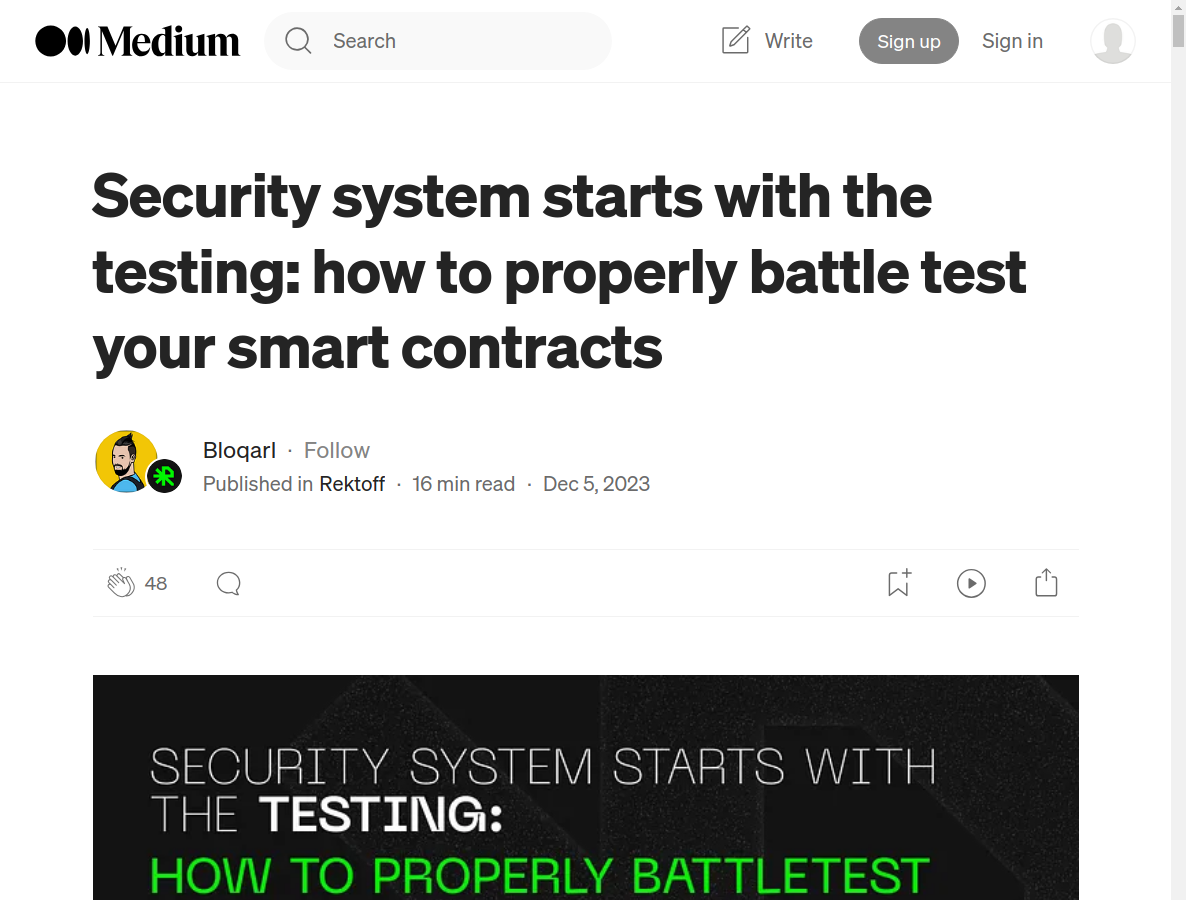 Medium
Search
Write
Sign up
Sign in
Security system starts with the
testing: how to properly battle test
your smart contracts
Bloqarl · Follow
Published in Rektoff · 16 min read · Dec 5, 2023
48
SECURITY SYSTEM STARTS WITH
THE TESTING:
HOW TO PROPERLY BATTLETEST